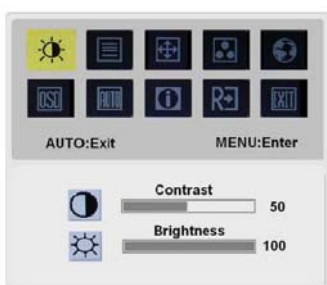 OSD AUTO i R EXIT
AUTO:Exit MENU:Enter
Contrast
50
Brightness
100